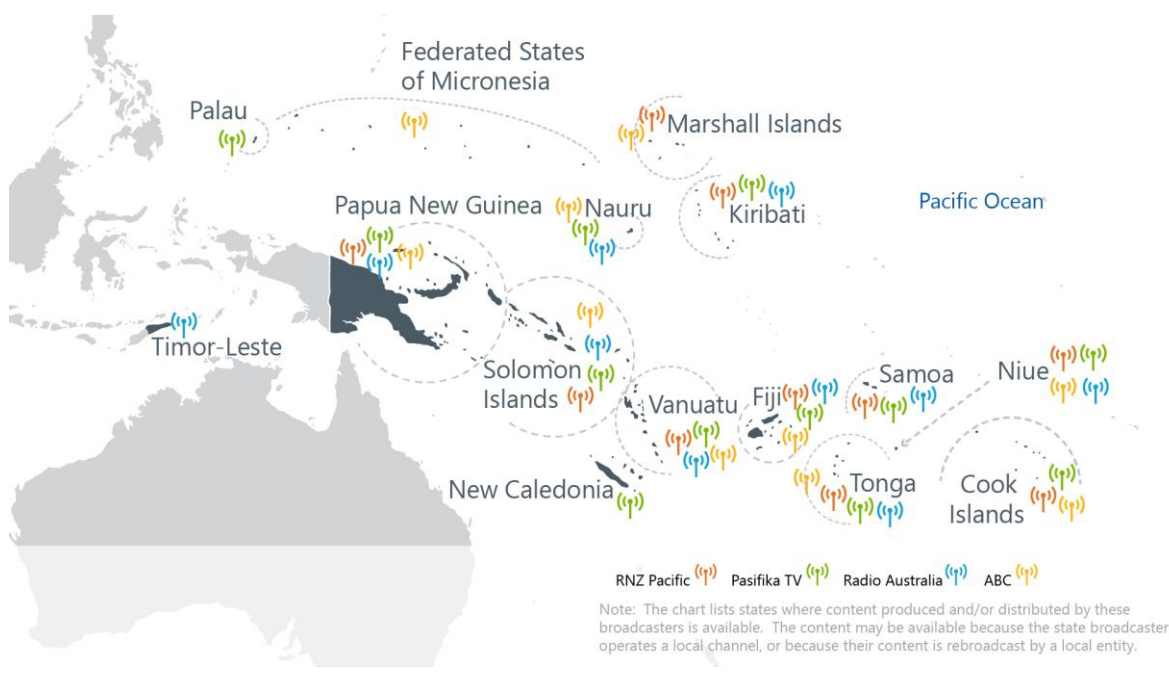 Federated States
of Micronesia
Palau
Marshall Islands
Papua New Guinea
Nauru
Kiribati
Pacific Ocean
Timor-Leste
Solomon
Islands
Vanuatu
Fiji
Samoa
Niue
New Caledonia
Tonga
Cook
Islands
RNZ Pacific Pasifika TV Radio Australia ABC
Note: The chart lists states where content produced and/or distributed by these
broadcasters is available. The content may be available because the state broadcaster
operates a local channel, or because their content is rebroadcast by a local entity.